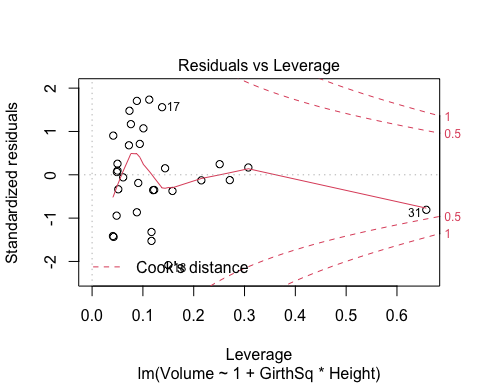 Residuals vs Leverage
Standardized residuals
2
1
0
-1
-2
17
31
18
1
0.5
0.5
1
Cook's distance
0.0 0.1 0.2 0.3 0.4 0.5 0.6
Leverage
lm(Volume ~ 1 + GirthSq * Height)